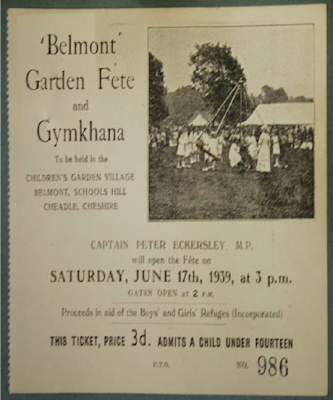 'Belmont'
Garden Fete
and
Gymkhana
To be held in the
CHILDREN'S GARDEN VILLAGE
BELMONT, SCHOOLS HILL
CHEADLE, CHESHIRE
CAPTAIN PETER ECKERSLEY, M.P.
will open the Fête on
SATURDAY, JUNE 17th, 1939, at 3 p.m.
GATES OPEN at 2 P.M.
Proceeds in aid of the Boys' and Girls' Refuges (Incorporated)
THIS TICKET, PRICE 3d. ADMITS A CHILD UNDER FOURTEEN
P.T.O. NO. 986